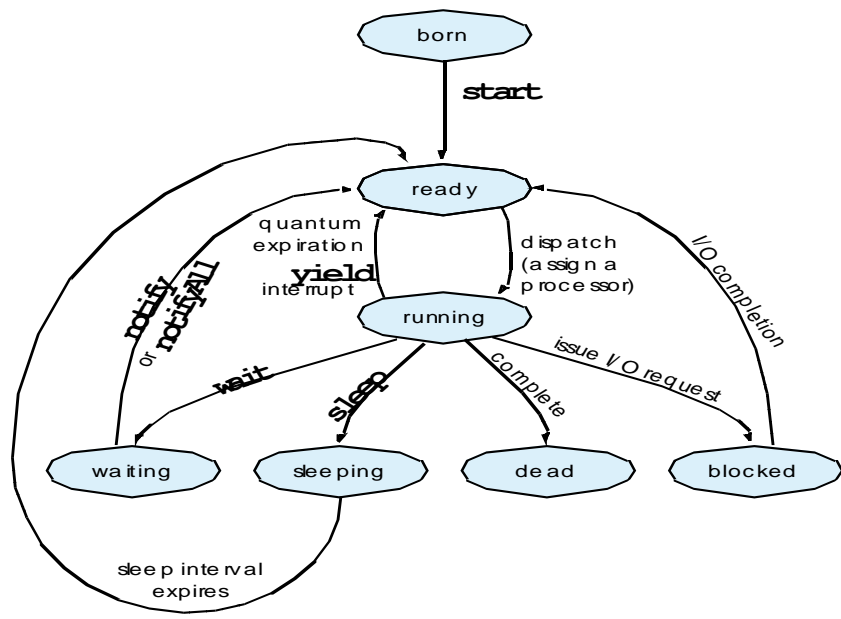 born
start
ready
quantum
expiration
yield
interrupt
dispatch
(assign a
processor)
I/O completion
notify
or notifyAll
running
wait
sleep
complete
issue I/O request
waiting
sleeping
dead
blocked
sleep interval
expires